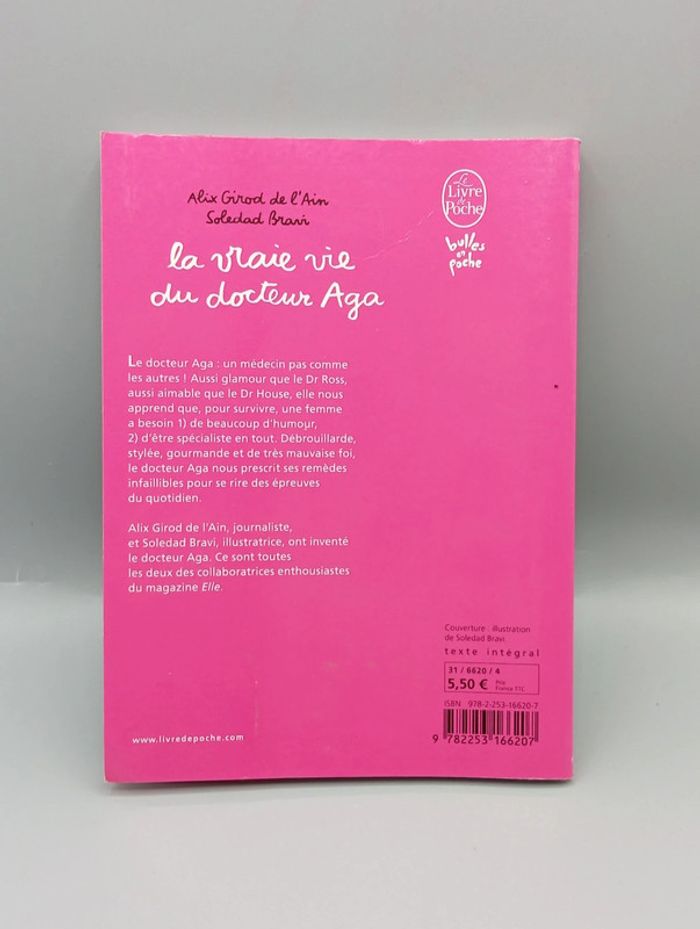 Alix Girod de l'Ain
Soledad Bravi
la vraie vie
du docteur Aga
Le
Livre
de
Poche
bulles
en
poche
Le docteur Aga : un médecin pas comme
les autres ! Aussi glamour que le Dr Ross,
aussi aimable que le Dr House, elle nous
apprend que, pour survivre, une femme
a besoin 1) de beaucoup d'humour,
2) d'être spécialiste en tout. Débrouillarde,
stylée, gourmande et de très mauvaise foi,
le docteur Aga nous prescrit ses remèdes
infaillibles pour se rire des épreuves
du quotidien.
Alix Girod de l'Ain, journaliste,
et Soledad Bravi, illustratrice, ont inventé
le docteur Aga. Ce sont toutes
les deux des collaboratrices enthousiastes
du magazine Elle.
Couverture : illustration
de Soledad Bravi.
texte intégral
31 / 6620 / 4
5,50 € Prix
France TTC
ISBN 978-2-253-16620-7
9 782253 166207
www.livredepoche.com